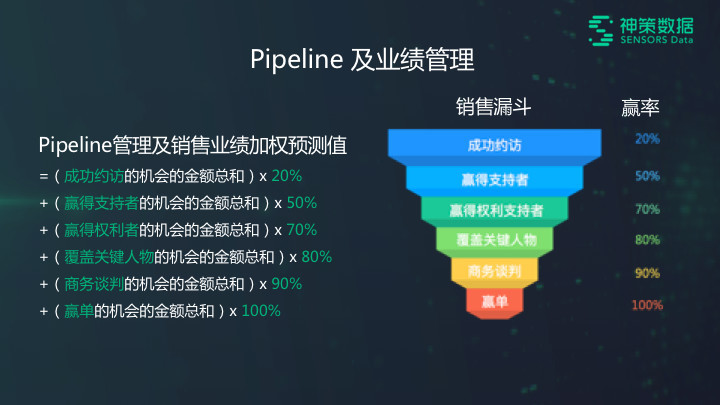 神策数据
SENSORS Data
Pipeline 及业绩管理
Pipeline管理及销售业绩加权预测值
=（成功约访的机会的金额总和）x 20%
+（赢得支持者的机会的金额总和）x 50%
+（赢得权利者的机会的金额总和）x 70%
+（覆盖关键人物的机会的金额总和）x 80%
+（商务谈判的机会的金额总和）x 90%
+（赢单的机会的金额总和）x 100%
销售漏斗 赢率
成功约访 20%
赢得支持者 50%
赢得权利支持者 70%
覆盖关键人物 80%
商务谈判 90%
赢单 100%